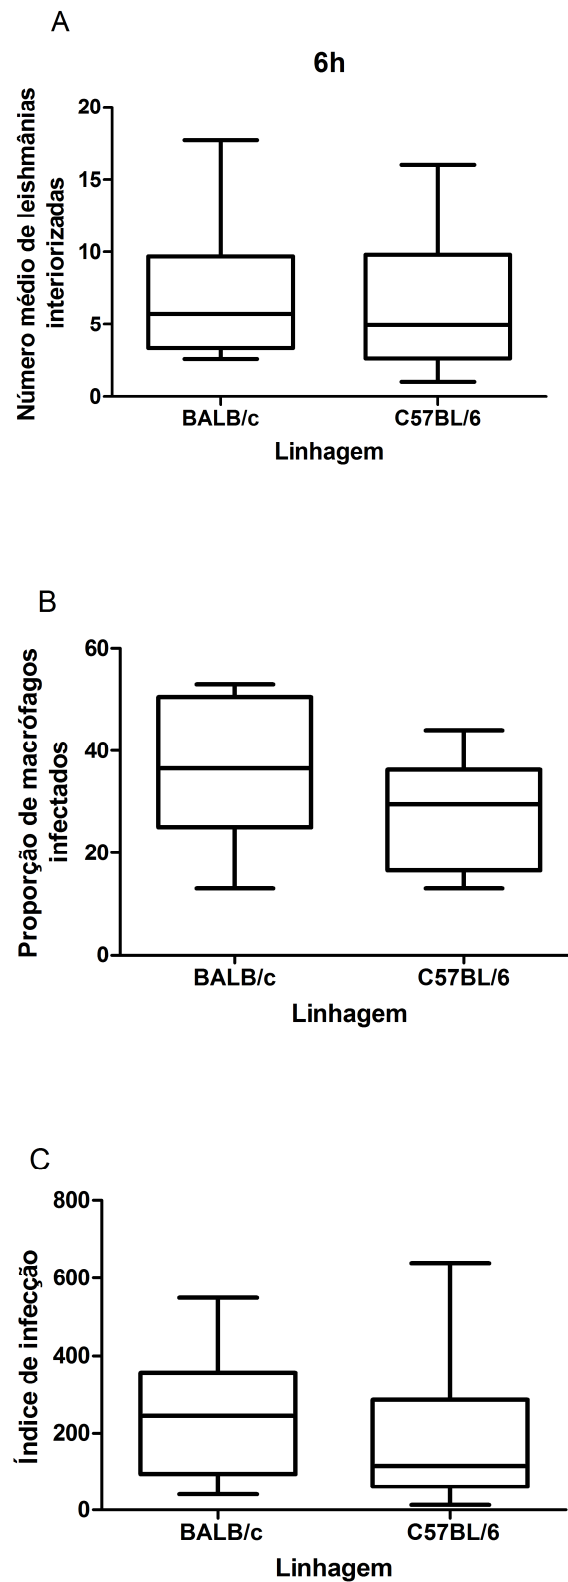 A
6h
Número médio de leishmânias
interiorizadas
20
15
10
5
0
BALB/c
C57BL/6
Linhagem
B
Proporção de macrófagos
infectados
60
40
20
0
BALB/c
C57BL/6
Linhagem
C
Índice de infecção
800
600
400
200
0
BALB/c
C57BL/6
Linhagem